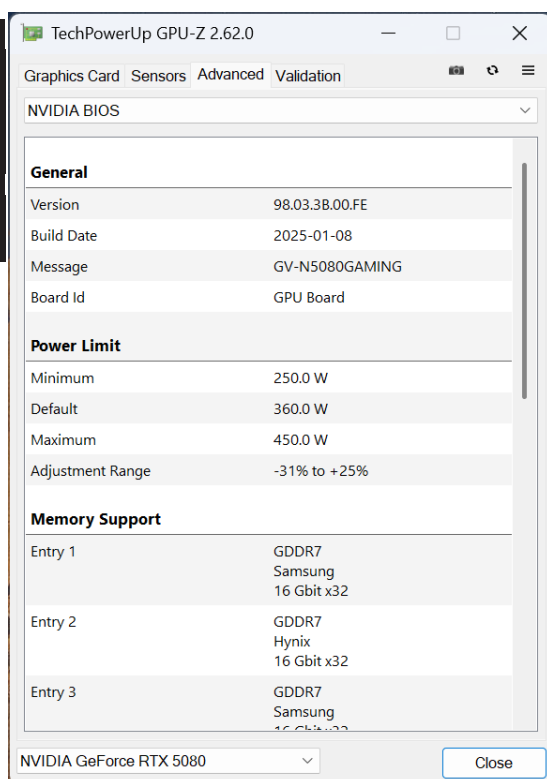 TechPowerUp GPU-Z 2.62.0
Graphics Card Sensors Advanced Validation
NVIDIA BIOS
General
Version 98.03.3B.00.FE
Build Date 2025-01-08
Message GV-N5080GAMING
Board Id GPU Board
Power Limit
Minimum 250.0 W
Default 360.0 W
Maximum 450.0 W
Adjustment Range -31% to +25%
Memory Support
Entry 1 GDDR7
Samsung
16 Gbit x32
Entry 2 GDDR7
Hynix
16 Gbit x32
Entry 3 GDDR7
Samsung
NVIDIA GeForce RTX 5080 Close